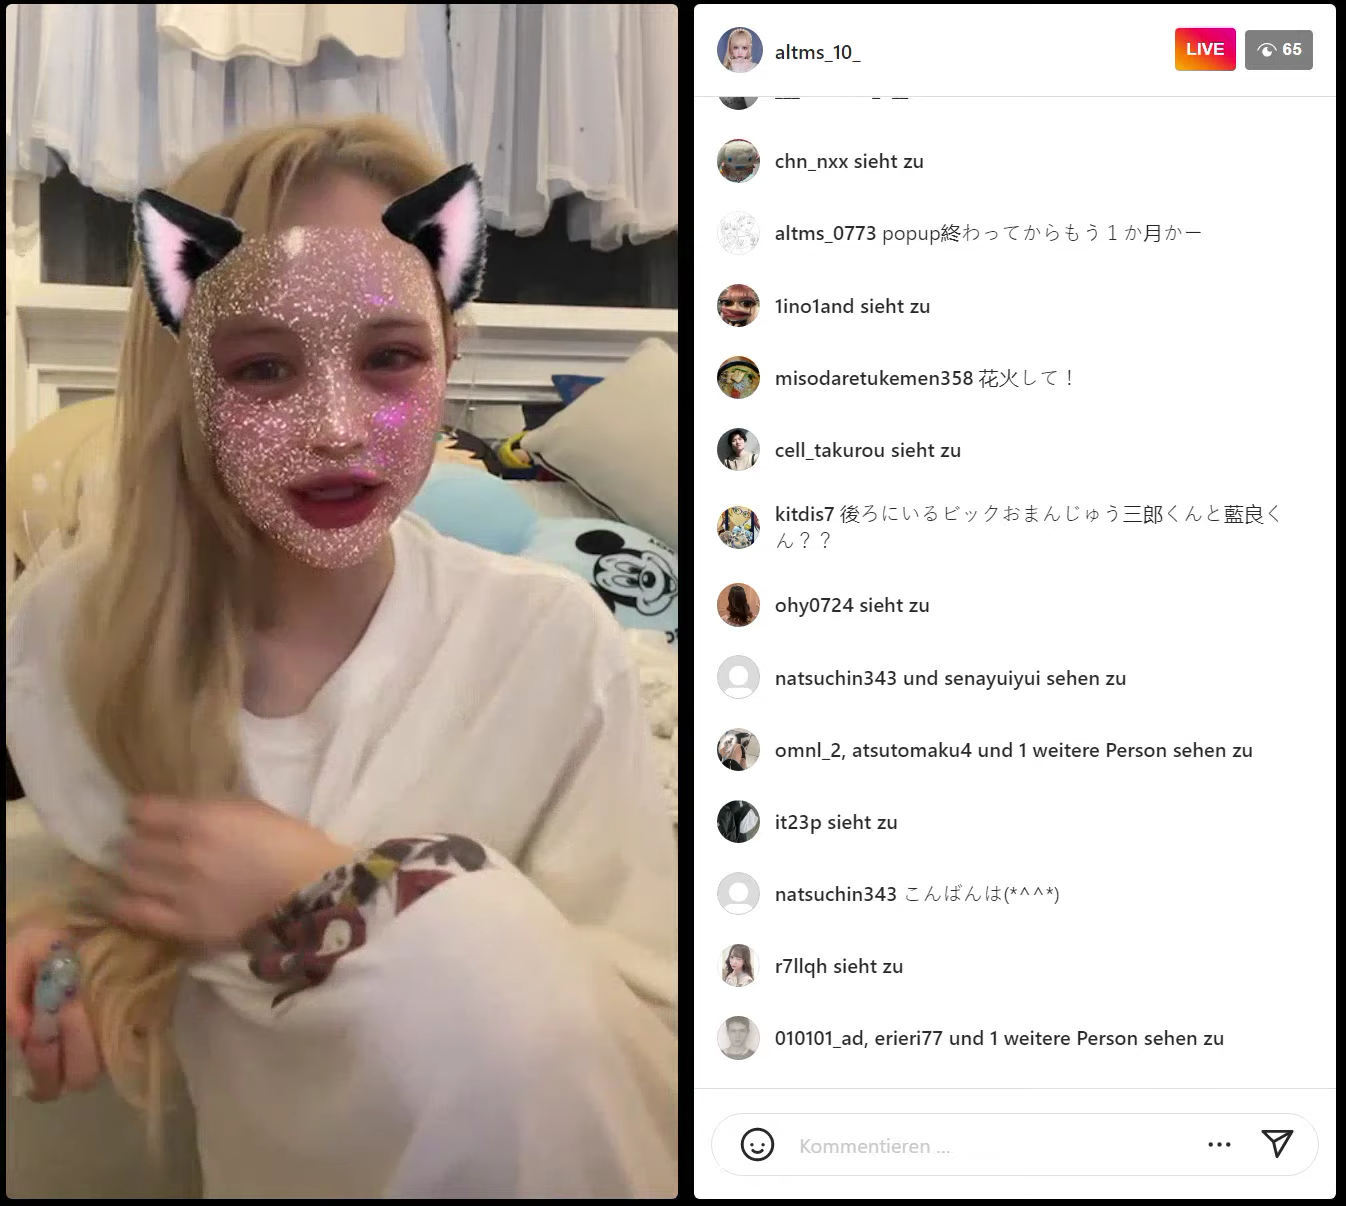 altms_10_
LIVE
65
chn_nxx sieht zu
altms_0773 popup終わってからもう１か月かー
1ino1and sieht zu
misodaretukemen358 花火して！
cell_takurou sieht zu
kitdis7 後ろにいるビックおまんじゅう三郎くんと藍良く
ん？？
ohy0724 sieht zu
natsuchin343 und senayuiyui sehen zu
omnl_2, atsutomaku4 und 1 weitere Person sehen zu
it23p sieht zu
natsuchin343 こんばんは(*^^*)
r7llqh sieht zu
010101_ad, erieri77 und 1 weitere Person sehen zu
Kommentieren ...